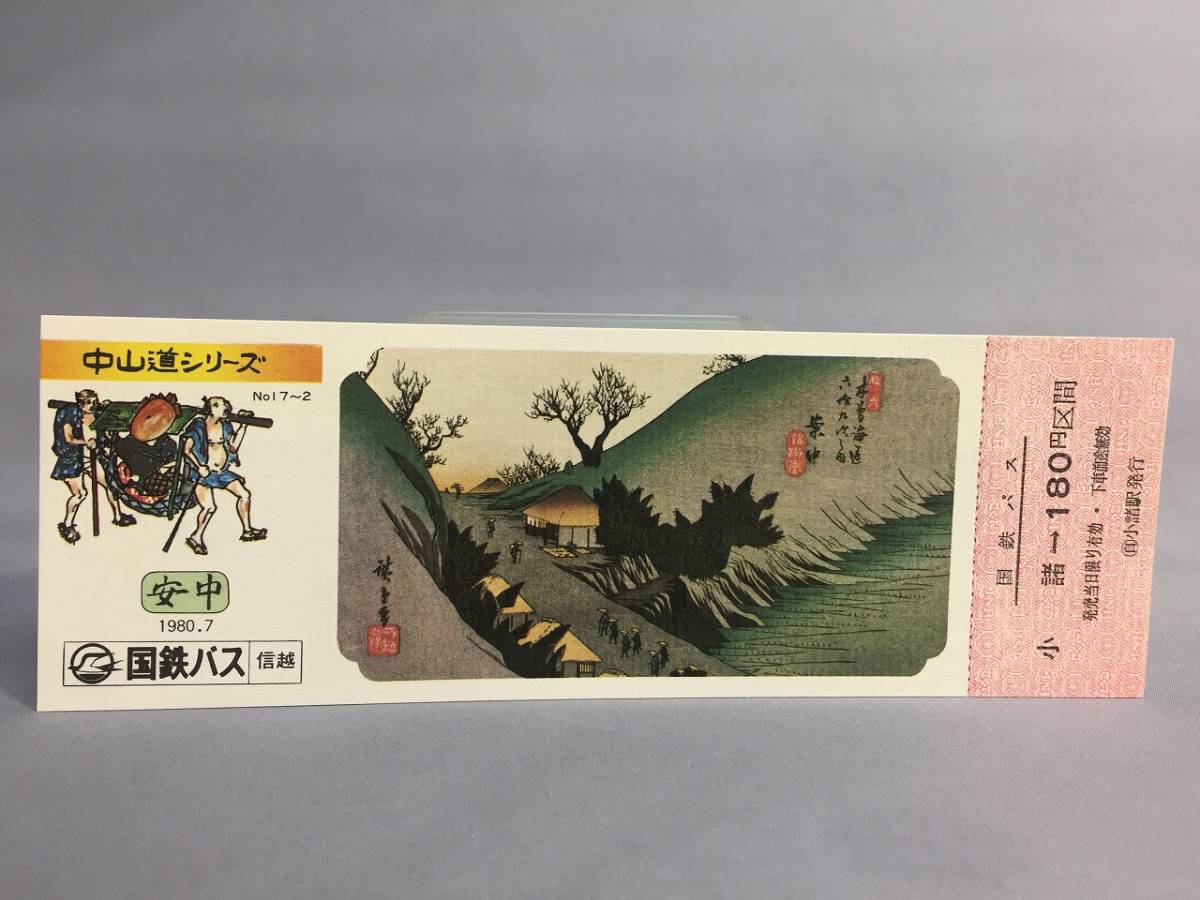 中山道シリーズ
No17~2
安中
1980.7
国鉄バス 信越
木曽海道
六拾九次之内
安中
廣重画
国鉄バス
小諸→180円区間
発売当日限り有効・下車前途無効
小諸駅発行